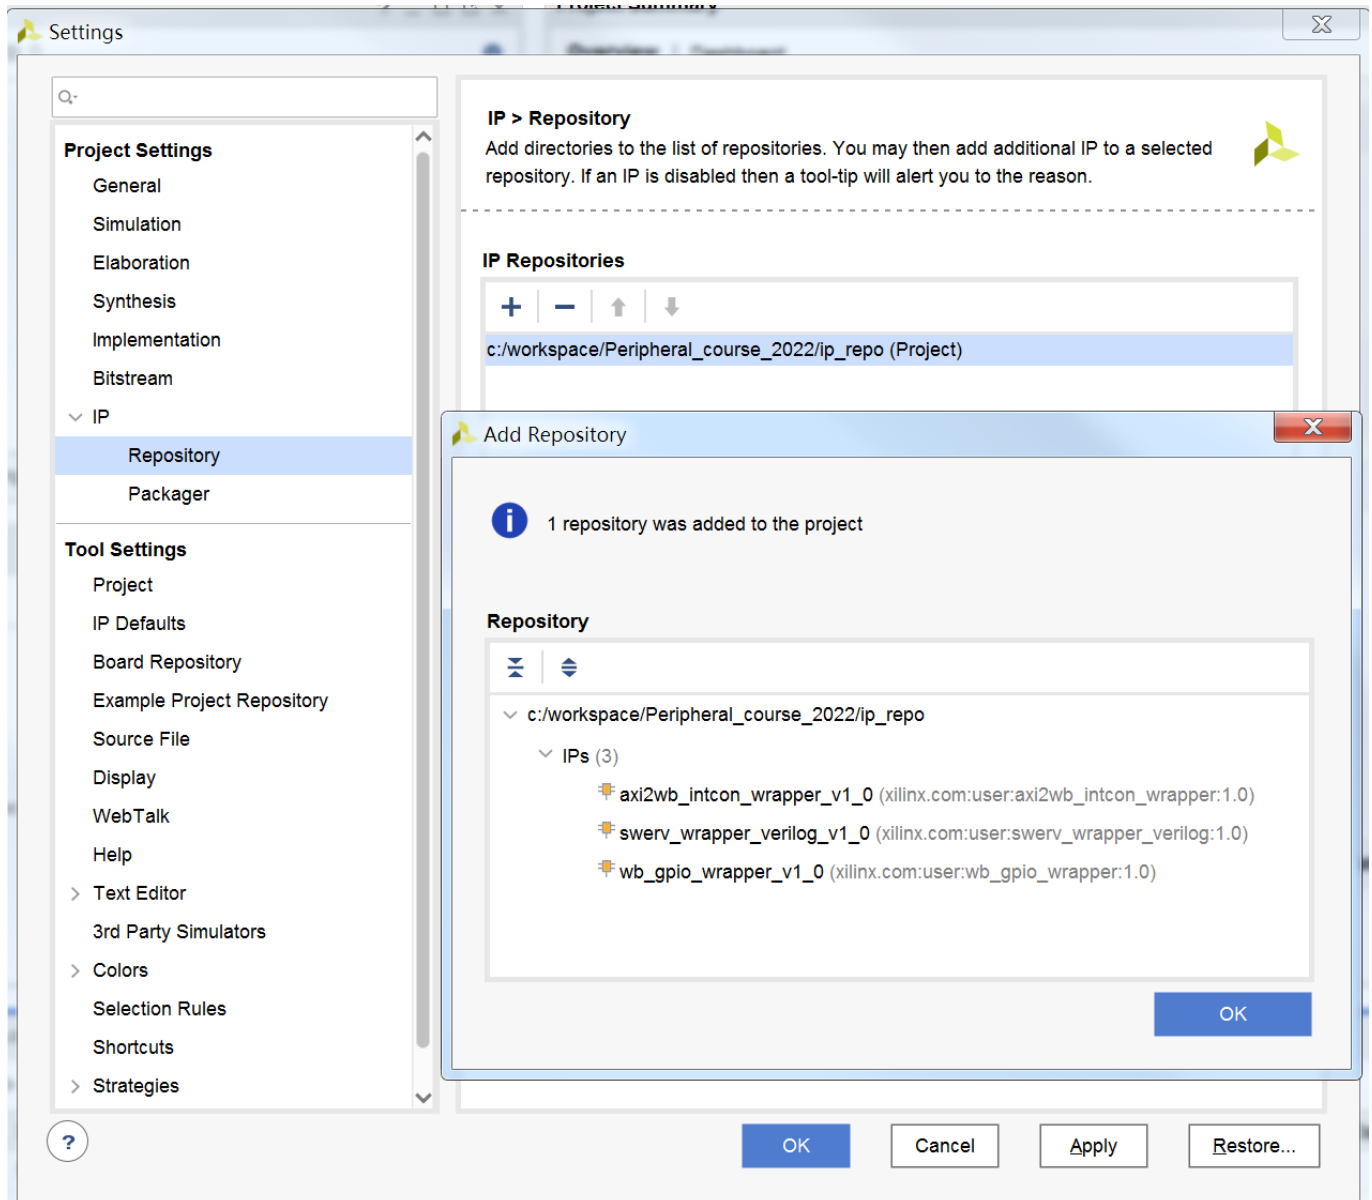 Project Summary
Settings
Overview | Dashboard
Project Settings
General
Simulation
Elaboration
Synthesis
Implementation
Bitstream
IP
Repository
Packager
Tool Settings
Project
IP Defaults
Board Repository
Example Project Repository
Source File
Display
WebTalk
Help
Text Editor
3rd Party Simulators
Colors
Selection Rules
Shortcuts
Strategies
IP > Repository
Add directories to the list of repositories. You may then add additional IP to a selected
repository. If an IP is disabled then a tool-tip will alert you to the reason.
IP Repositories
c:/workspace/Peripheral_course_2022/ip_repo (Project)
Add Repository
1 repository was added to the project
Repository
c:/workspace/Peripheral_course_2022/ip_repo
IPs (3)
axi2wb_intcon_wrapper_v1_0 (xilinx.com:user:axi2wb_intcon_wrapper:1.0)
swerv_wrapper_verilog_v1_0 (xilinx.com:user:swerv_wrapper_verilog:1.0)
wb_gpio_wrapper_v1_0 (xilinx.com:user:wb_gpio_wrapper:1.0)
OK
? OK Cancel Apply Restore...